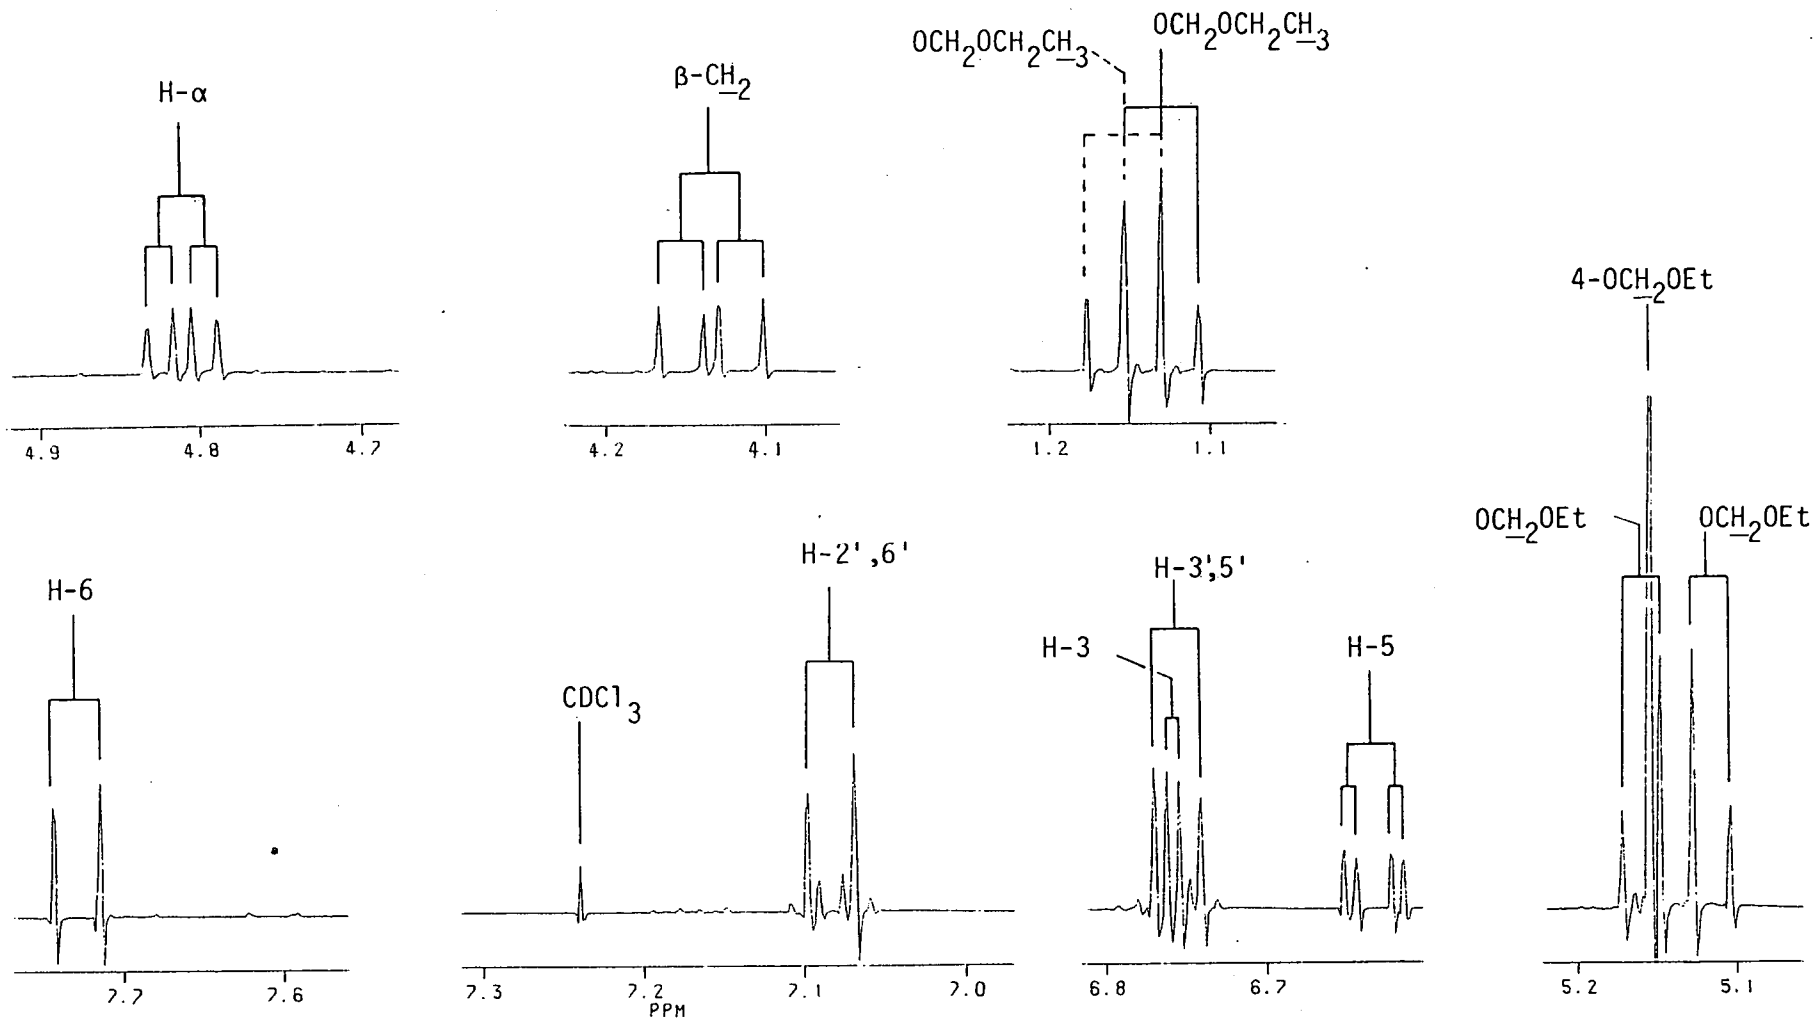 OCH2OCH2CH3
OCH2OCH2CH3
H-α
β-CH2
4.9 4.8 4.7
4.2 4.1
1.2 1.1
4-OCH2OEt
OCH2OEt
OCH2OEt
H-6
H-2',6'
H-3',5'
H-3
H-5
CDCl3
7.7 7.6
7.3 7.2 7.1 7.0
PPM
6.8 6.7
5.2 5.1